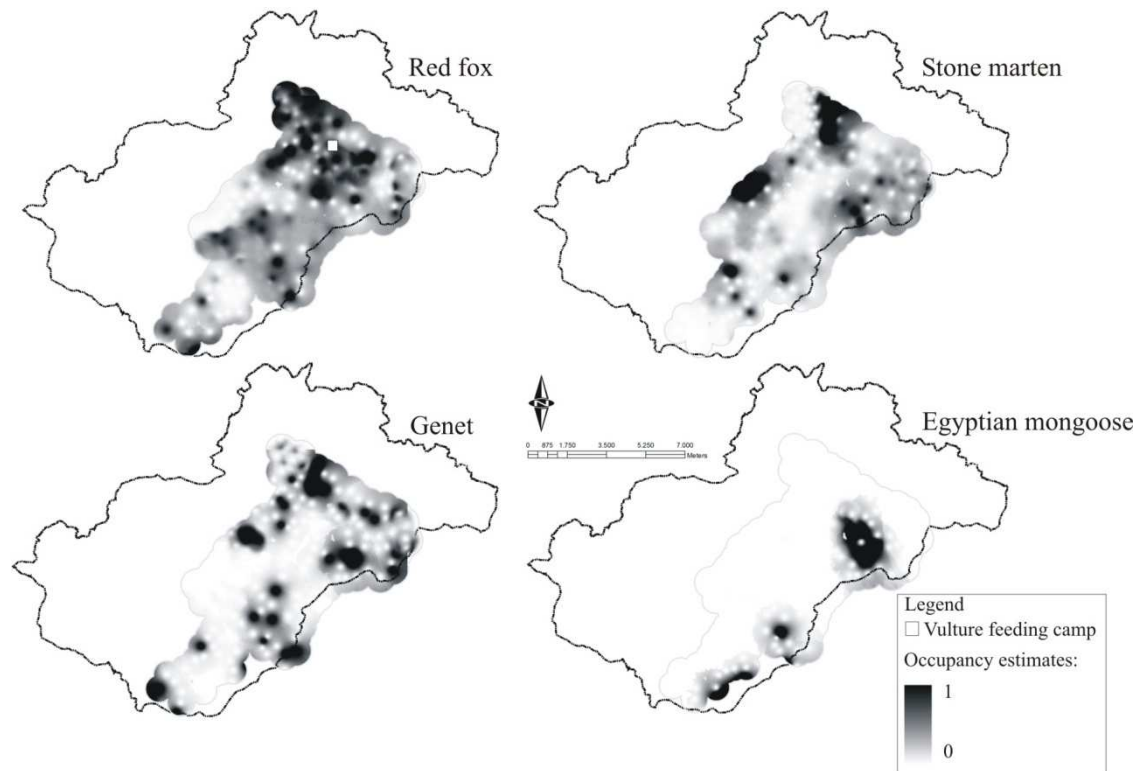 Red fox
Stone marten
Genet
N
0 875 1.750 3.500 5.250 7.000
Meters
Egyptian mongoose
Legend
Vulture feeding camp
Occupancy estimates:
1
0